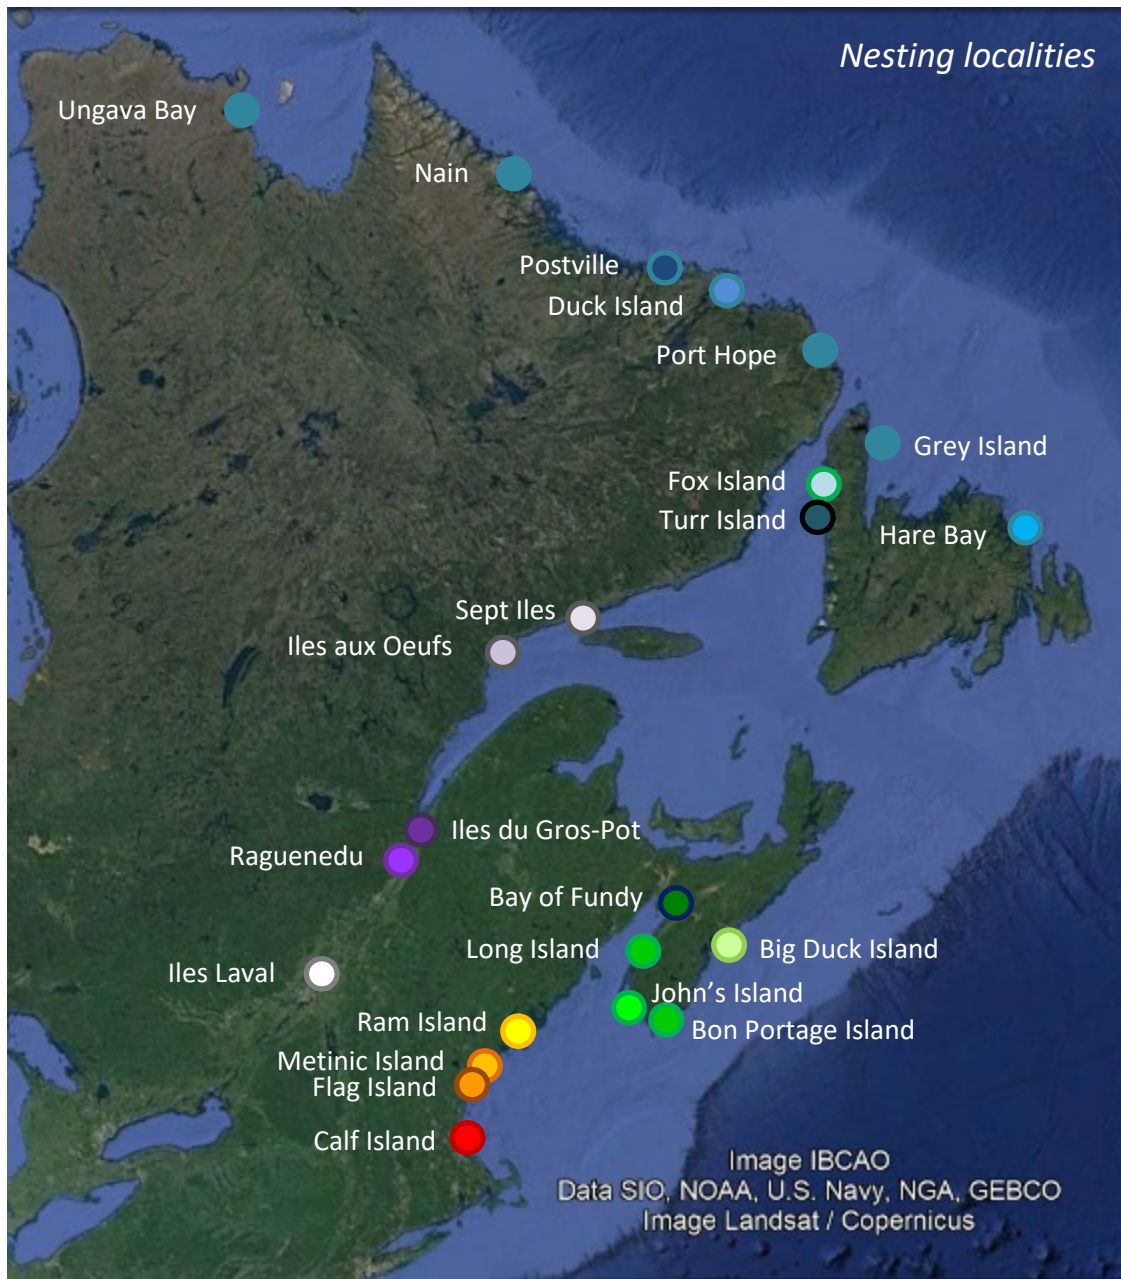 Nesting localities
Ungava Bay
Nain
Postville
Duck Island
Port Hope
Grey Island
Fox Island
Turr Island
Hare Bay
Sept Iles
Iles aux Oeufs
Iles du Gros-Pot
Raguenedu
Bay of Fundy
Long Island
Big Duck Island
Iles Laval
John’s Island
Ram Island
Bon Portage Island
Metinic Island
Flag Island
Calf Island
Image IBCAO
Data SIO, NOAA, U.S. Navy, NGA, GEBCO
Image Landsat / Copernicus